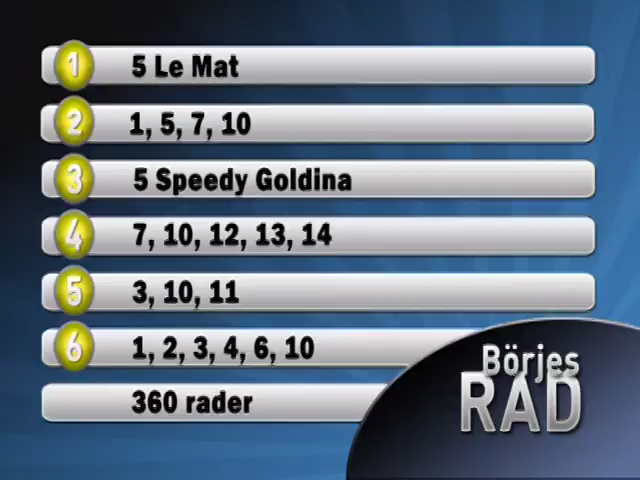 1 5 Le Mat
2 1, 5, 7, 10
3 5 Speedy Goldina
4 7, 10, 12, 13, 14
5 3, 10, 11
6 1, 2, 3, 4, 6, 10
360 rader
Börjes
RAD